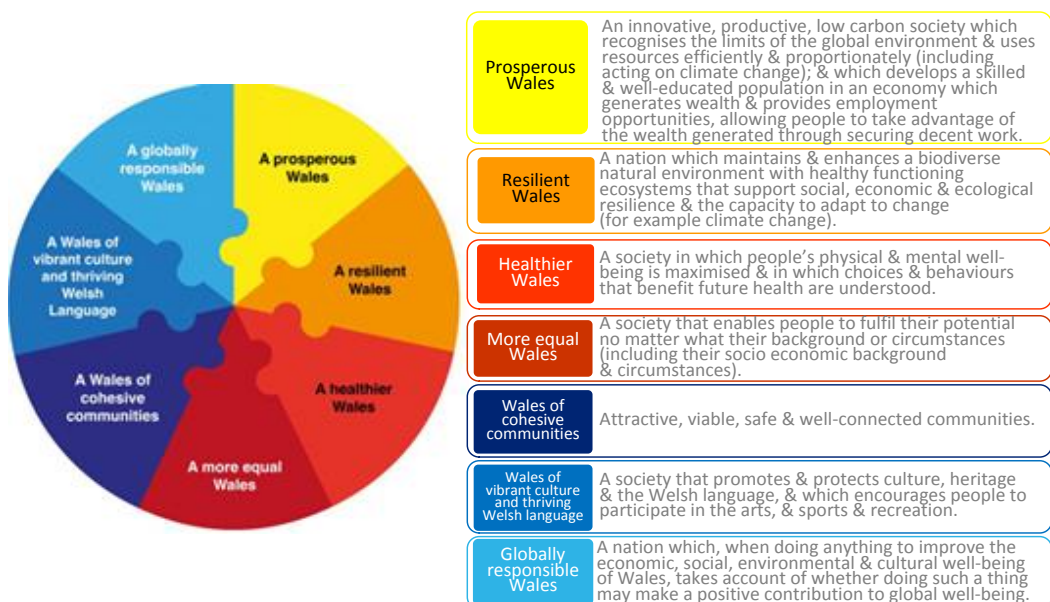 A globally
responsible
Wales
A prosperous
Wales
A Wales of
vibrant culture
and thriving
Welsh
Language
A resilient
Wales
A Wales of
cohesive
communities
A healthier
Wales
A more equal
Wales
Prosperous
Wales
An innovative, productive, low carbon society which
recognises the limits of the global environment & uses
resources efficiently & proportionately (including
acting on climate change); & which develops a skilled
& well-educated population in an economy which
generates wealth & provides employment
opportunities, allowing people to take advantage of
the wealth generated through securing decent work.
Resilient
Wales
A nation which maintains & enhances a biodiverse
natural environment with healthy functioning
ecosystems that support social, economic & ecological
resilience & the capacity to adapt to change
(for example climate change).
Healthier
Wales
A society in which people’s physical & mental well-
being is maximised & in which choices & behaviours
that benefit future health are understood.
More equal
Wales
A society that enables people to fulfil their potential
no matter what their background or circumstances
(including their socio economic background
& circumstances).
Wales of
cohesive
communities
Attractive, viable, safe & well-connected communities.
Wales of
vibrant culture
and thriving
Welsh language
A society that promotes & protects culture, heritage
& the Welsh language, & which encourages people to
participate in the arts, & sports & recreation.
Globally
responsible
Wales
A nation which, when doing anything to improve the
economic, social, environmental & cultural well-being
of Wales, takes account of whether doing such a thing
may make a positive contribution to global well-being.